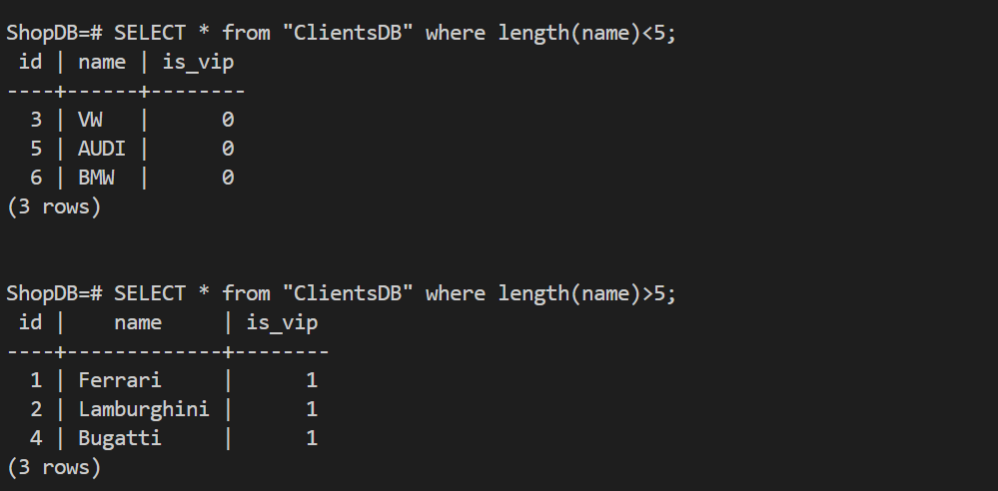 ShopDB=# SELECT * from "ClientsDB" where length(name)<5;
 id | name | is_vip
----+------+--------
  3 | VW   |      0
  5 | AUDI |      0
  6 | BMW  |      0
(3 rows)
ShopDB=# SELECT * from "ClientsDB" where length(name)>5;
 id |    name     | is_vip
----+-------------+--------
  1 | Ferrari     |      1
  2 | Lamburghini |      1
  4 | Bugatti     |      1
(3 rows)